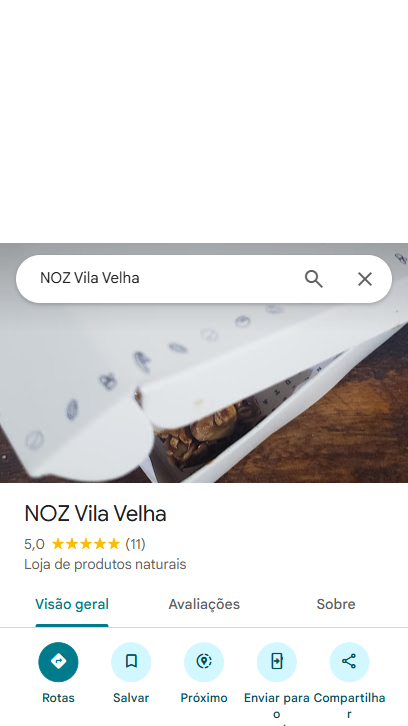 NOZ Vila Velha
NOZ Vila Velha
5,0 (11)
Loja de produtos naturais
Visão geral Avaliações Sobre
Rotas Salvar Próximo Enviar para o Compartilhar